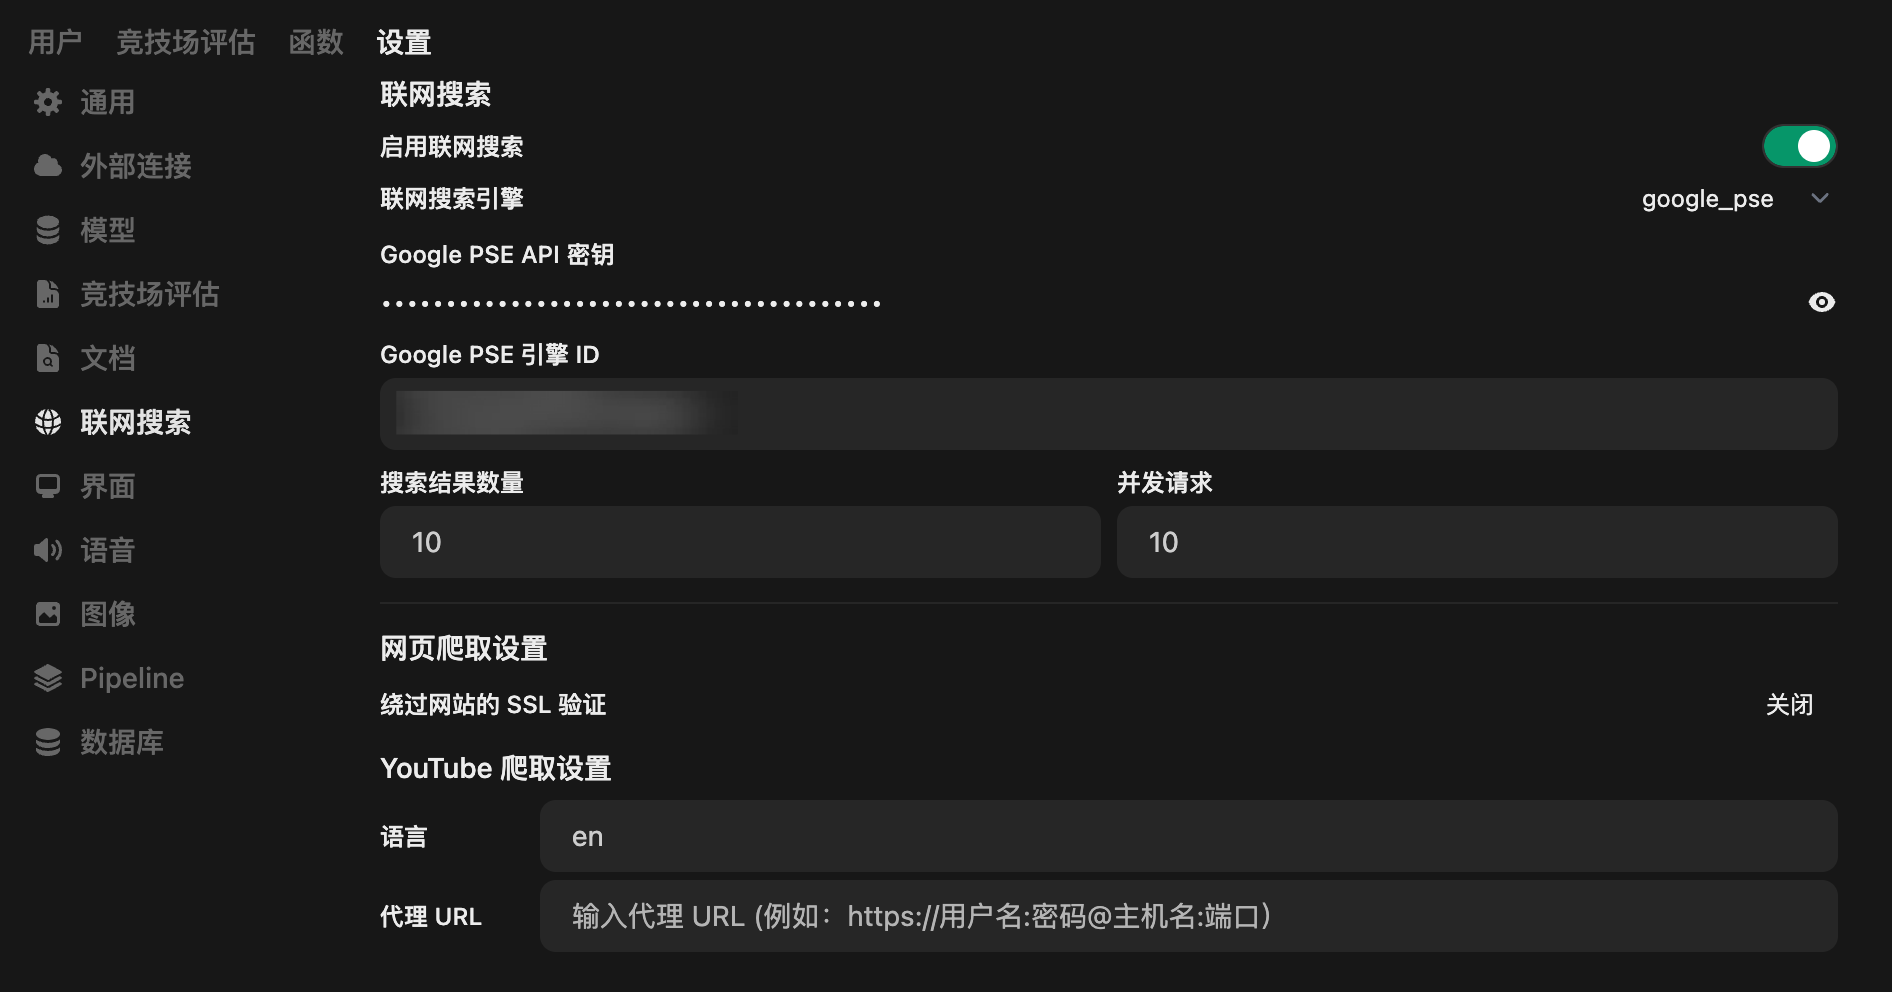 用户 竞技场评估 函数 设置
通用
外部连接
模型
竞技场评估
文档
联网搜索
界面
语音
图像
Pipeline
数据库
联网搜索
启用联网搜索
联网搜索引擎 google_pse
Google PSE API 密钥
•••••••••••••••••••••••••••••••••••••••
Google PSE 引擎 ID
搜索结果数量 并发请求
10 10
网页爬取设置
绕过网站的 SSL 验证 关闭
YouTube 爬取设置
语言 en
代理 URL 输入代理 URL (例如：https://用户名:密码@主机名:端口）